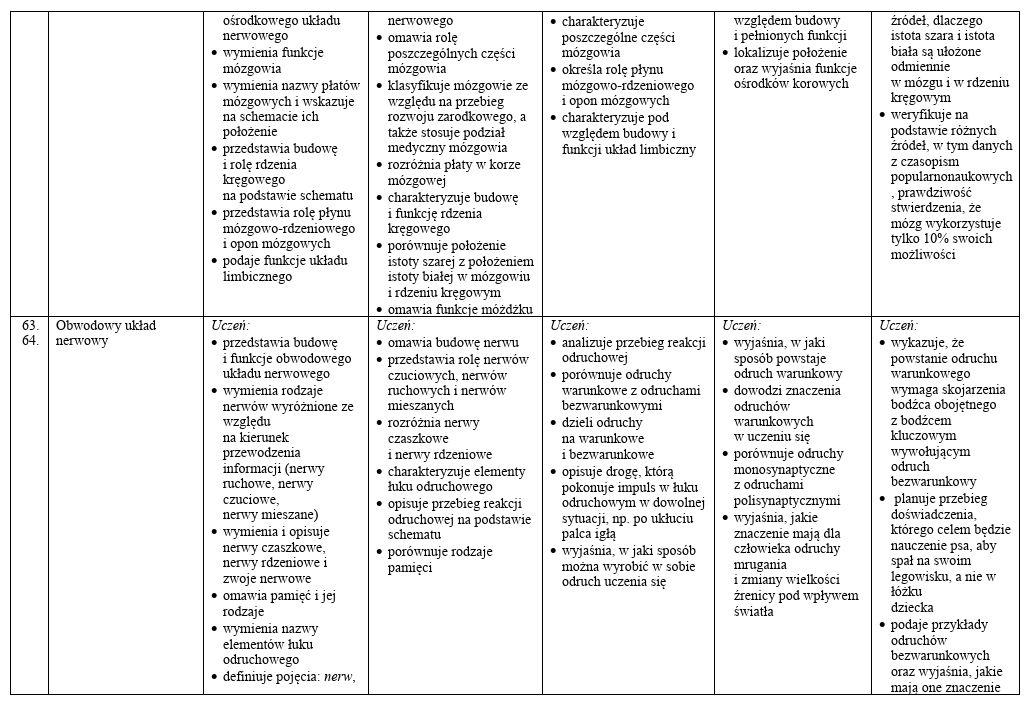 ośrodkowego układu
nerwowego
• wymienia funkcje
mózgowia
• wymienia nazwy płatów
mózgowych i wskazuje
na schemacie ich
położenie
• przedstawia budowę
i rolę rdzenia
kręgowego
na podstawie schematu
• przedstawia rolę płynu
mózgowo-rdzeniowego
i opon mózgowych
• podaje funkcje układu
limbicznego
nerwowego
• omawia rolę
poszczególnych części
mózgowia
• klasyfikuje mózgowie ze
względu na przebieg
rozwoju zarodkowego, a
także stosuje podział
medyczny mózgowia
• rozróżnia płaty w korze
mózgowej
• charakteryzuje budowę
i funkcję rdzenia
kręgowego
• porównuje położenie
istoty szarej z położeniem
istoty białej w mózgowiu
i rdzeniu kręgowym
• omawia funkcje móżdżku
• charakteryzuje
poszczególne części
mózgowia
• określa rolę płynu
mózgowo-rdzeniowego
i opon mózgowych
• charakteryzuje pod
względem budowy i
funkcji układ limbiczny
względem budowy
i pełnionych funkcji
• lokalizuje położenie
oraz wyjaśnia funkcje
ośrodków korowych
źródeł, dlaczego
istota szara i istota
biała są ułożone
odmiennie
w mózgu i w rdzeniu
kręgowym
• weryfikuje na
podstawie różnych
źródeł, w tym danych
z czasopism
popularnonaukowych
, prawdziwość
stwierdzenia, że
mózg wykorzystuje
tylko 10% swoich
możliwości
63.
64.
Obwodowy układ
nerwowy
Uczeń:
• przedstawia budowę
i funkcje obwodowego
układu nerwowego
• wymienia rodzaje
nerwów wyróżnione ze
względu
na kierunek
przewodzenia
informacji (nerwy
ruchowe, nerwy
czuciowe,
nerwy mieszane)
• wymienia i opisuje
nerwy czaszkowe,
nerwy rdzeniowe i
zwoje nerwowe
• omawia pamięć i jej
rodzaje
• wymienia nazwy
elementów łuku
odruchowego
• definiuje pojęcia: nerw,
Uczeń:
• omawia budowę nerwu
• przedstawia rolę nerwów
czuciowych, nerwów
ruchowych i nerwów
mieszanych
• rozróżnia nerwy
czaszkowe
i nerwy rdzeniowe
• charakteryzuje elementy
łuku odruchowego
• opisuje przebieg reakcji
odruchowej na podstawie
schematu
• porównuje rodzaje
pamięci
Uczeń:
• analizuje przebieg reakcji
odruchowej
• porównuje odruchy
warunkowe z odruchami
bezwarunkowymi
• dzieli odruchy
na warunkowe
i bezwarunkowe
• opisuje drogę, którą
pokonuje impuls w łuku
odruchowym w dowolnej
sytuacji, np. po ukłuciu
palca igłą
• wyjaśnia, w jaki sposób
można wyrobić w sobie
odruch uczenia się
Uczeń:
• wyjaśnia, w jaki
sposób powstaje
odruch warunkowy
• dowodzi znaczenia
odruchów
warunkowych
w uczeniu się
• porównuje odruchy
monosynaptyczne
z odruchami
polisynaptycznymi
• wyjaśnia, jakie
znaczenie mają dla
człowieka odruchy
mrugania
i zmiany wielkości
źrenicy pod wpływem
światła
Uczeń:
• wykazuje, że
powstanie odruchu
warunkowego
wymaga skojarzenia
bodźca obojętnego
z bodźcem
kluczowym
wywołującym
odruch
bezwarunkowy
• planuje przebieg
doświadczenia,
którego celem będzie
nauczenie psa, aby
spał na swoim
legowisku, a nie w
łóżku
dziecka
• podaje przykłady
odruchów
bezwarunkowych
oraz wyjaśnia, jakie
mają one znaczenie